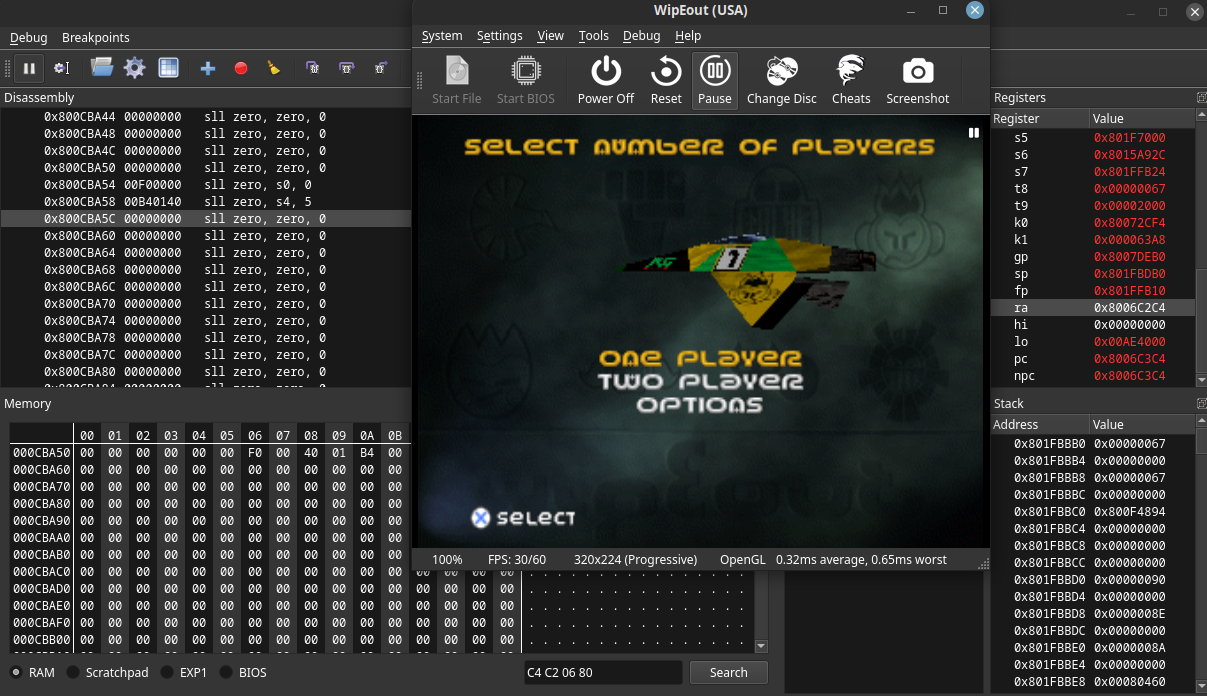 WipEout (USA)
Debug Breakpoints
System Settings View Tools Debug Help
Start File Start BIOS Power Off Reset Pause Change Disc Cheats Screenshot
Disassembly
0x800CBA44 00000000 sll zero, zero, 0
0x800CBA48 00000000 sll zero, zero, 0
0x800CBA4C 00000000 sll zero, zero, 0
0x800CBA50 00000000 sll zero, zero, 0
0x800CBA54 00F00000 sll zero, s0, 0
0x800CBA58 00B40140 sll zero, s4, 5
0x800CBA5C 00000000 sll zero, zero, 0
0x800CBA60 00000000 sll zero, zero, 0
0x800CBA64 00000000 sll zero, zero, 0
0x800CBA68 00000000 sll zero, zero, 0
0x800CBA6C 00000000 sll zero, zero, 0
0x800CBA70 00000000 sll zero, zero, 0
0x800CBA74 00000000 sll zero, zero, 0
0x800CBA78 00000000 sll zero, zero, 0
0x800CBA7C 00000000 sll zero, zero, 0
0x800CBA80 00000000 sll zero, zero, 0
SELECT NUMBER OF PLAYERS
ONE PLAYER
TWO PLAYER
OPTIONS
SELECT
100% FPS: 30/60 320x224 (Progressive) OpenGL 0.32ms average, 0.65ms worst
Registers
Register Value
s5 0x801F7000
s6 0x8015A92C
s7 0x801FFB24
t8 0x00000067
t9 0x00002000
k0 0x80072CF4
k1 0x000063A8
gp 0x8007DEB0
sp 0x801FBDB0
fp 0x801FFB10
ra 0x8006C2C4
hi 0x00000000
lo 0x00AE4000
pc 0x8006C3C4
npc 0x8006C3C4
Memory
00 01 02 03 04 05 06 07 08 09 0A 0B
000CBA50 00 00 00 00 00 00 F0 00 40 01 B4 00
000CBA60 00 00 00 00 00 00 00 00 00 00 00 00
000CBA70 00 00 00 00 00 00 00 00 00 00 00 00
000CBA80 00 00 00 00 00 00 00 00 00 00 00 00
000CBA90 00 00 00 00 00 00 00 00 00 00 00 00
000CBAA0 00 00 00 00 00 00 00 00 00 00 00 00
000CBAB0 00 00 00 00 00 00 00 00 00 00 00 00
000CBAC0 00 00 00 00 00 00 00 00 00 00 00 00 00 00 00 00
000CBAD0 00 00 00 00 00 00 00 00 00 00 00 00 00 00 00 00 . . . . . . . . . . . . . . . .
000CBAE0 00 00 00 00 00 00 00 00 00 00 00 00 00 00 00 00 . . . . . . . . . . . . . . . .
000CBAF0 00 00 00 00 00 00 00 00 00 00 00 00 00 00 00 00 . . . . . . . . . . . . . . . .
000CBB00 00 00 00 00 00 00 00 00 00 00 00 00 00 00 00 00 . . . . . . . . . . . . . . . .
RAM Scratchpad EXP1 BIOS C4 C2 06 80 Search
Stack
Address Value
0x801FBBB0 0x00000067
0x801FBBB4 0x00000000
0x801FBBB8 0x00000067
0x801FBBBC 0x00000000
0x801FBBC0 0x800F4894
0x801FBBC4 0x00000000
0x801FBBC8 0x00000000
0x801FBBCC 0x00000000
0x801FBBD0 0x00000090
0x801FBBD4 0x00000000
0x801FBBD8 0x0000008E
0x801FBBDC 0x00000000
0x801FBBE0 0x0000008A
0x801FBBE4 0x00000000
0x801FBBE8 0x00080460